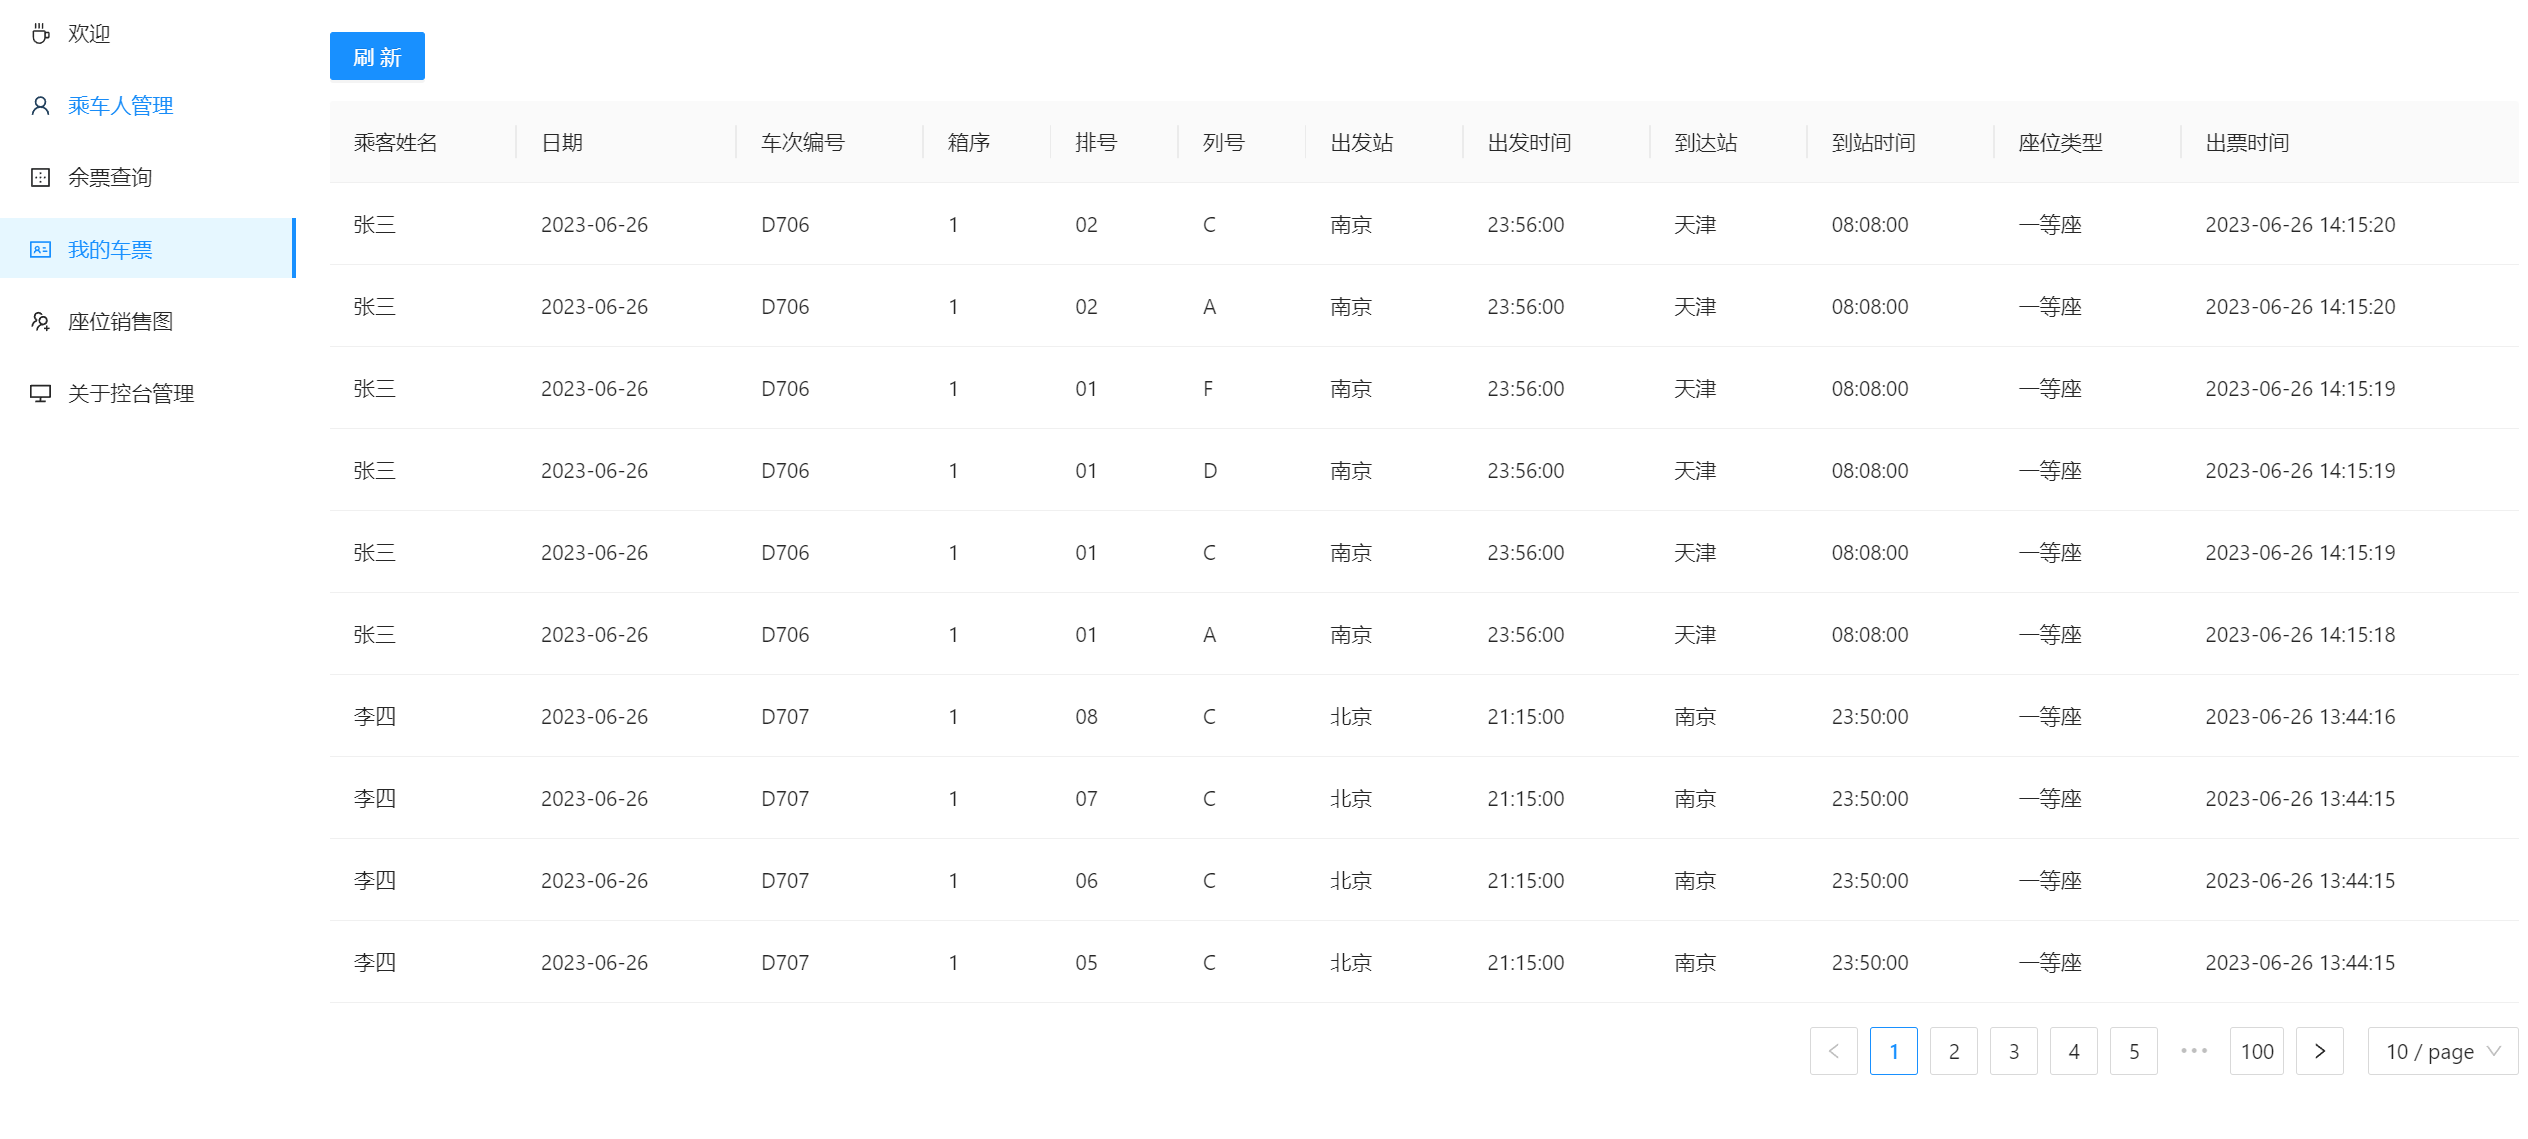 欢迎
乘车人管理
余票查询
我的车票
座位销售图
关于控台管理
刷 新
乘客姓名 日期 车次编号 箱序 排号 列号 出发站 出发时间 到达站 到站时间 座位类型 出票时间
张三 2023-06-26 D706 1 02 C 南京 23:56:00 天津 08:08:00 一等座 2023-06-26 14:15:20
张三 2023-06-26 D706 1 02 A 南京 23:56:00 天津 08:08:00 一等座 2023-06-26 14:15:20
张三 2023-06-26 D706 1 01 F 南京 23:56:00 天津 08:08:00 一等座 2023-06-26 14:15:19
张三 2023-06-26 D706 1 01 D 南京 23:56:00 天津 08:08:00 一等座 2023-06-26 14:15:19
张三 2023-06-26 D706 1 01 C 南京 23:56:00 天津 08:08:00 一等座 2023-06-26 14:15:19
张三 2023-06-26 D706 1 01 A 南京 23:56:00 天津 08:08:00 一等座 2023-06-26 14:15:18
李四 2023-06-26 D707 1 08 C 北京 21:15:00 南京 23:50:00 一等座 2023-06-26 13:44:16
李四 2023-06-26 D707 1 07 C 北京 21:15:00 南京 23:50:00 一等座 2023-06-26 13:44:15
李四 2023-06-26 D707 1 06 C 北京 21:15:00 南京 23:50:00 一等座 2023-06-26 13:44:15
李四 2023-06-26 D707 1 05 C 北京 21:15:00 南京 23:50:00 一等座 2023-06-26 13:44:15
1 2 3 4 5 ••• 100 10 / page